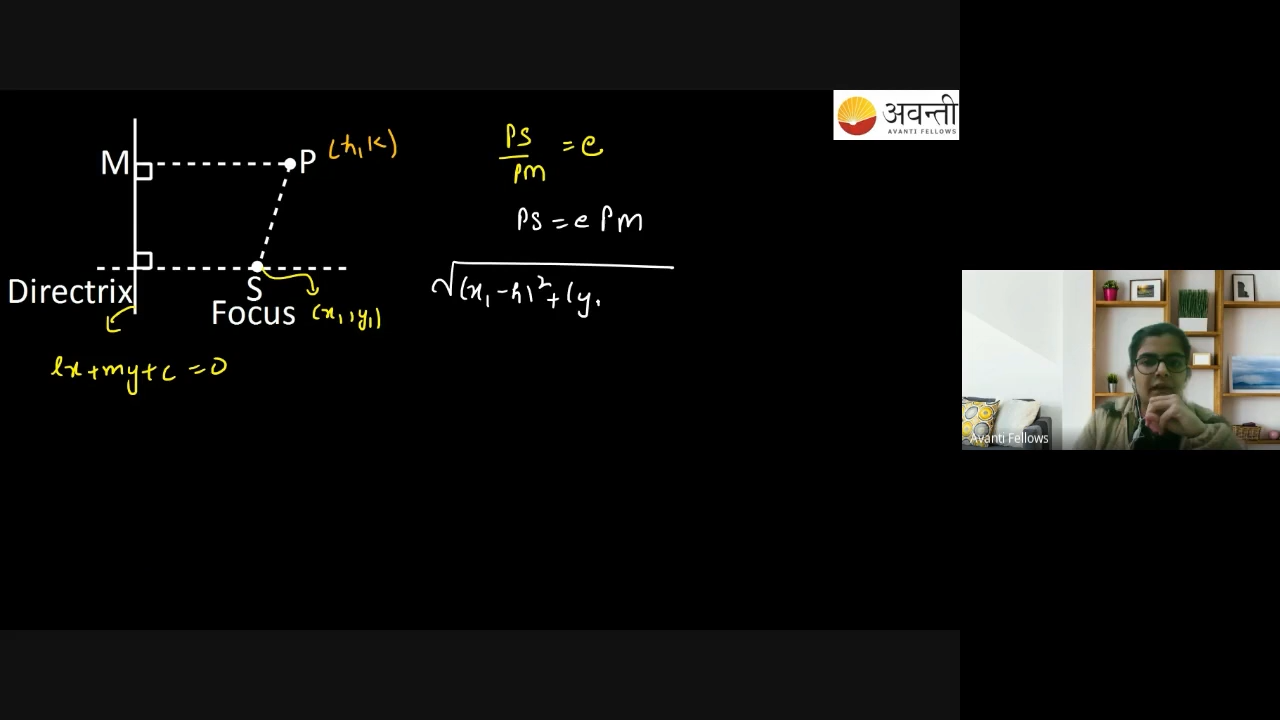 अवन्ती
AVANTI FELLOWS
M
P (h, k)
Directrix
S
Focus (x₁, y₁)
lx + my + c = 0
PS/PM = e
PS = e PM
√(x₁ - h)² + (y₁
Avanti Fellows